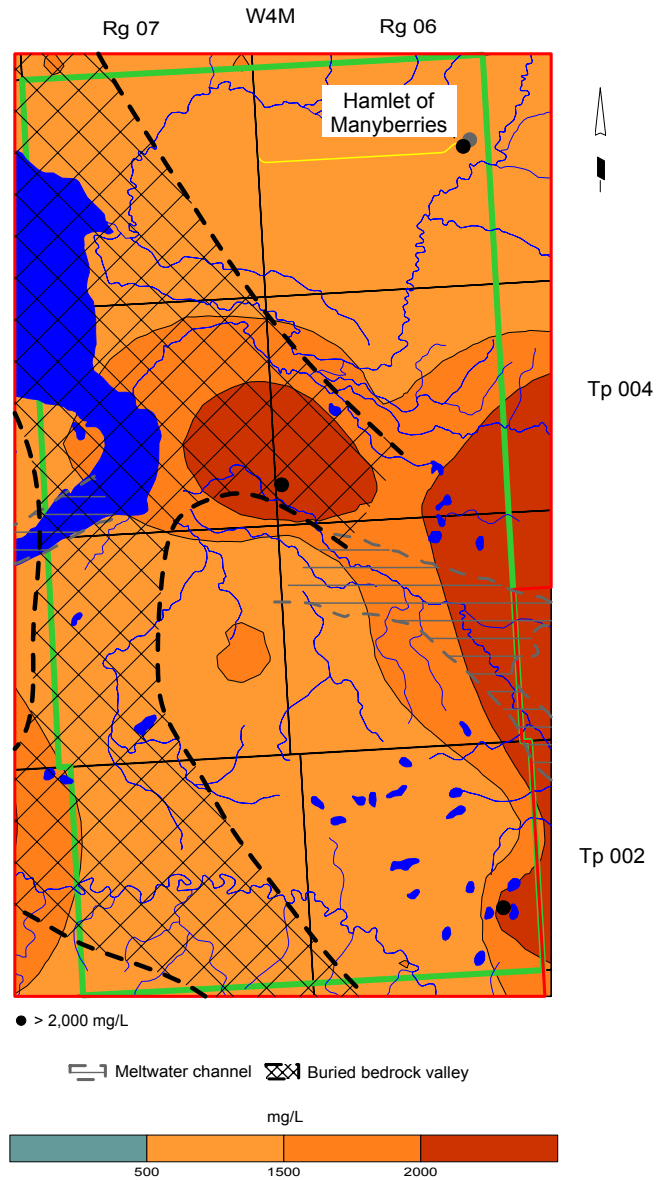 W4M
Rg 07
Rg 06
Hamlet of
Manyberries
Tp 004
Tp 002
> 2,000 mg/L
Meltwater channel
Buried bedrock valley
mg/L
500
1500
2000